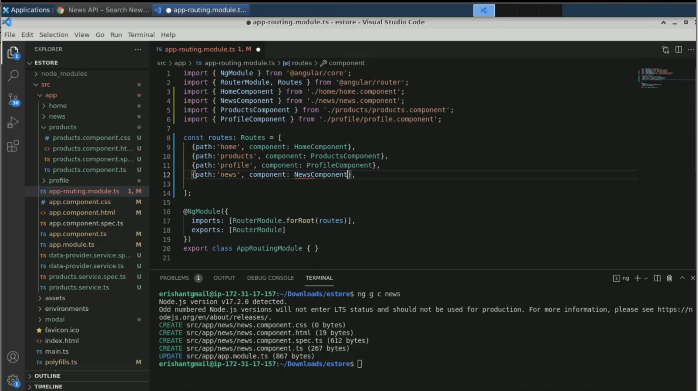 Applications : News API – Search New... app-routing.module.t...
app-routing.module.ts - estore - Visual Studio Code
File Edit Selection View Go Run Terminal Help
EXPLORER
ESTORE
node_modules
src
app
home
news
products
products.component.css U
products.component.ht... U
products.component.sp... U
products.component.ts U
profile
app-routing.module.ts 1, M
app.component.css M
app.component.html M
app.component.spec.ts
app.component.ts M
app.module.ts M
data-provider.service.sp... U
data-provider.service.ts U
products.service.spec.ts U
products.service.ts U
assets
environments
modal
favicon.ico
index.html
main.ts
polyfills.ts M
OUTLINE
TIMELINE
app-routing.module.ts 1, M
src > app > app-routing.module.ts > routes > component
1 import { NgModule } from '@angular/core';
2 import { RouterModule, Routes } from '@angular/router';
3 import { HomeComponent } from './home/home.component';
4 import { NewsComponent } from './news/news.component';
5 import { ProductsComponent } from './products/products.component';
6 import { ProfileComponent } from './profile/profile.component';
7
8 const routes: Routes = [
9 {path:'home', component: HomeComponent},
10 {path:'products', component: ProductsComponent},
11 {path:'profile', component: ProfileComponent},
12 {path:'news', component: NewsComponent},
13
14 ];
15
16 @NgModule({
17 imports: [RouterModule.forRoot(routes)],
18 exports: [RouterModule]
19 })
20 export class AppRoutingModule { }
21
PROBLEMS 1 OUTPUT DEBUG CONSOLE TERMINAL
ng
erishantgmail@ip-172-31-17-157:~/Downloads/estore$ ng g c news
Node.js version v17.2.0 detected.
Odd numbered Node.js versions will not enter LTS status and should not be used for production. For more information, please see https://n
odejs.org/en/about/releases/.
CREATE src/app/news/news.component.css (0 bytes)
CREATE src/app/news/news.component.html (19 bytes)
CREATE src/app/news/news.component.spec.ts (612 bytes)
CREATE src/app/news/news.component.ts (267 bytes)
UPDATE src/app/app.module.ts (867 bytes)
erishantgmail@ip-172-31-17-157:~/Downloads/estore$